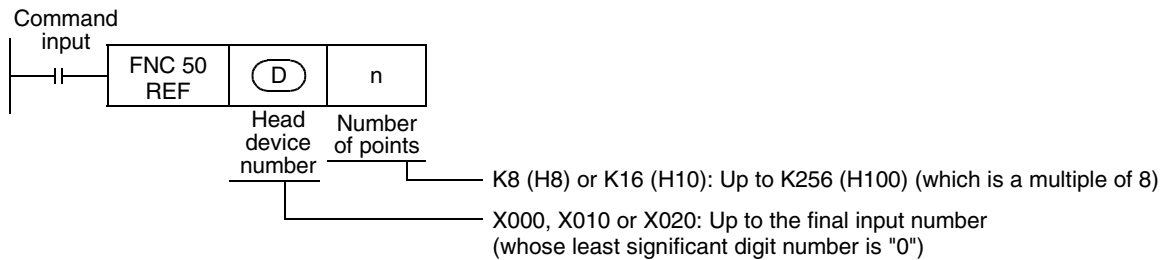 Command
input
FNC 50
REF
D
n
Head
device
number
Number
of points
K8 (H8) or K16 (H10): Up to K256 (H100) (which is a multiple of 8)
X000, X010 or X020: Up to the final input number
(whose least significant digit number is "0")